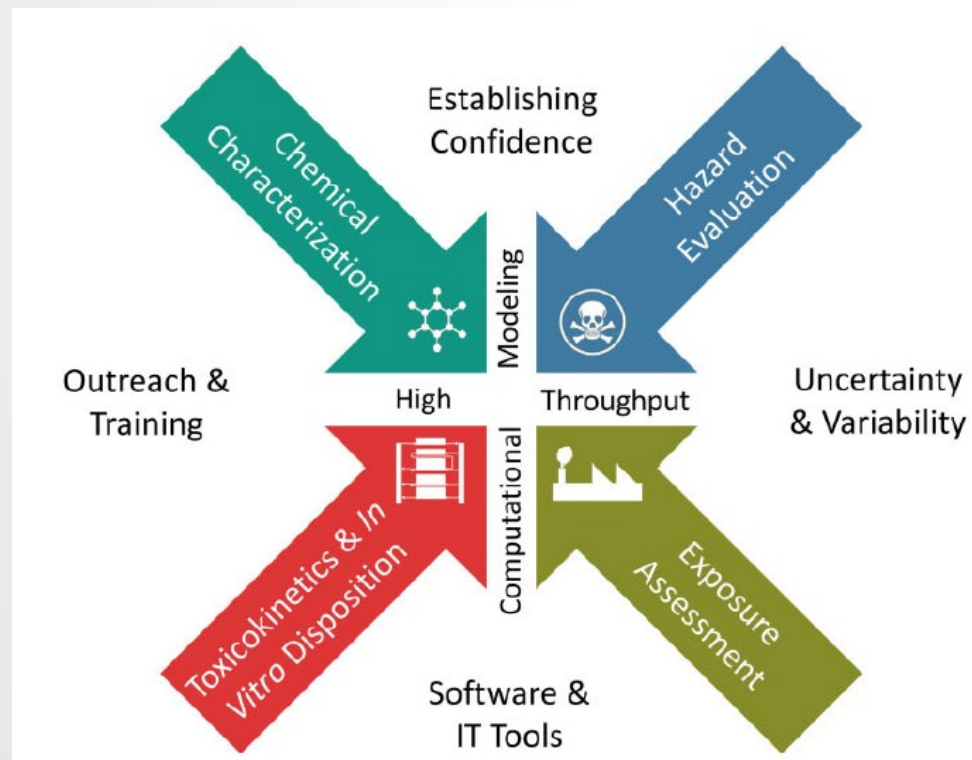 Establishing
Confidence
Chemical
Characterization
Hazard
Evaluation
Modeling
Outreach &
Training
High
Throughput
Uncertainty
& Variability
Computational
Toxicokinetics & In
Vitro Disposition
Exposure
Assessment
Software &
IT Tools